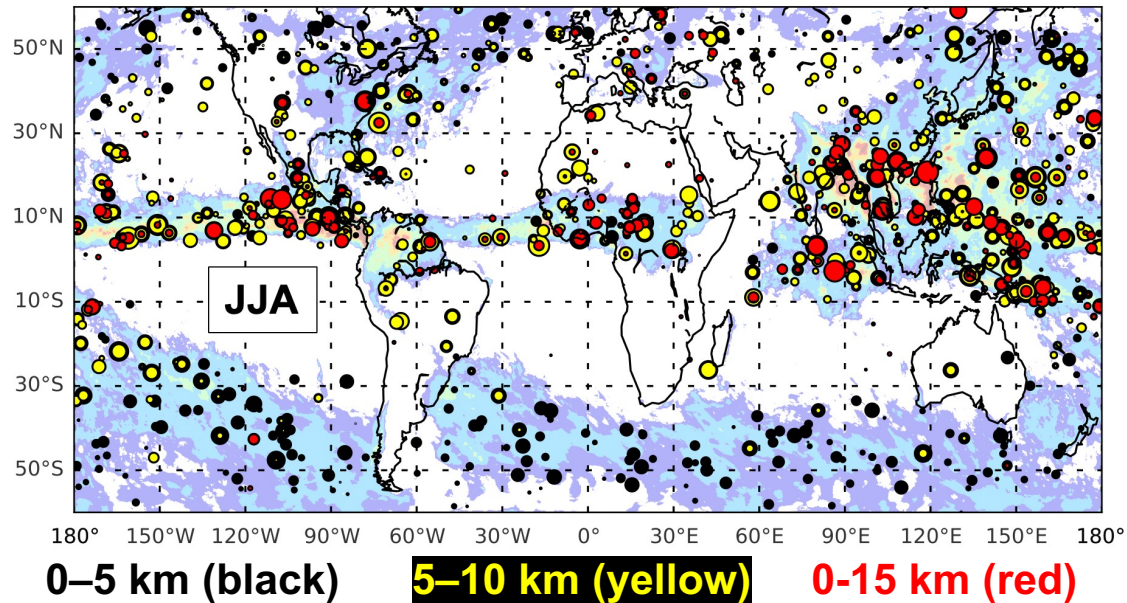 50°N
30°N
10°N
10°S
JJA
30°S
50°S
180° 150°W 120°W 90°W 60°W 30°W 0° 30°E 60°E 90°E 120°E 150°E 180°
0–5 km (black) 5–10 km (yellow) 0-15 km (red)